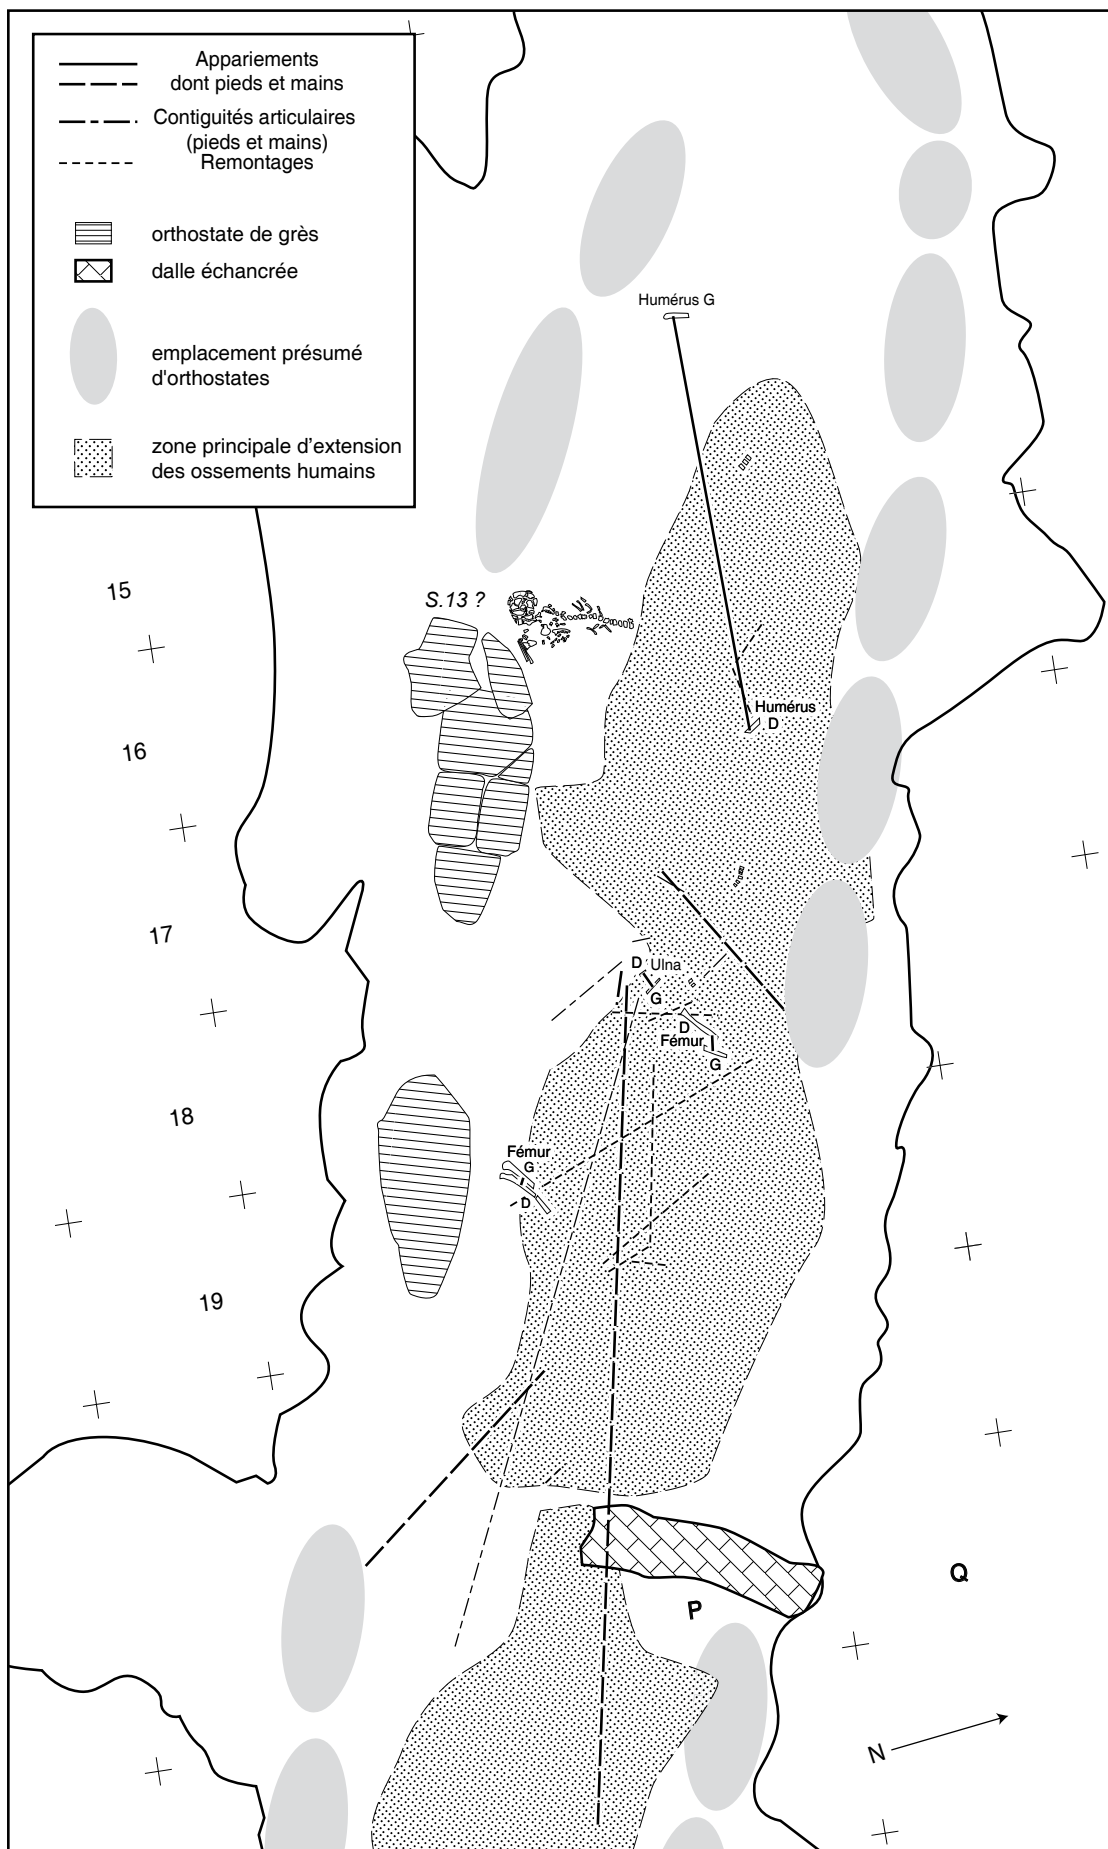 Appariements
dont pieds et mains
Contiguités articulaires
(pieds et mains)
Remontages
orthostate de grès
dalle échancrée
emplacement présumé
d'orthostates
zone principale d'extension
des ossements humains
Humérus G
15
S.13 ?
Humérus
D
16
17
D Ulna
G
D
Fémur
G
18
Fémur
G
D
19
Q
P
N